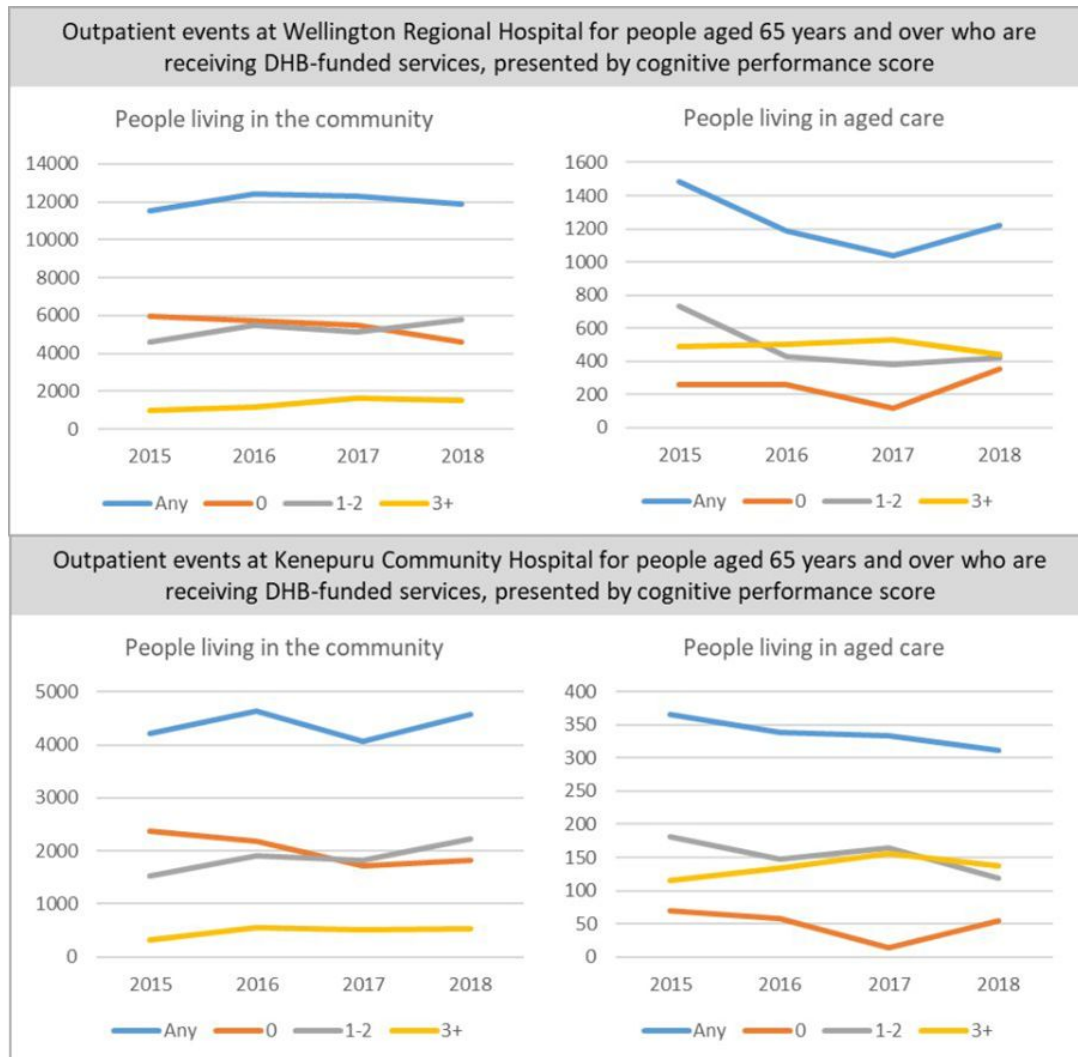 Outpatient events at Wellington Regional Hospital for people aged 65 years and over who are
receiving DHB-funded services, presented by cognitive performance score
People living in the community
14000
12000
10000
8000
6000
4000
2000
0
2015 2016 2017 2018
Any 0 1-2 3+
People living in aged care
1600
1400
1200
1000
800
600
400
200
0
2015 2016 2017 2018
Any 0 1-2 3+
Outpatient events at Kenepuru Community Hospital for people aged 65 years and over who are
receiving DHB-funded services, presented by cognitive performance score
People living in the community
5000
4000
3000
2000
1000
0
2015 2016 2017 2018
Any 0 1-2 3+
People living in aged care
400
350
300
250
200
150
100
50
0
2015 2016 2017 2018
Any 0 1-2 3+